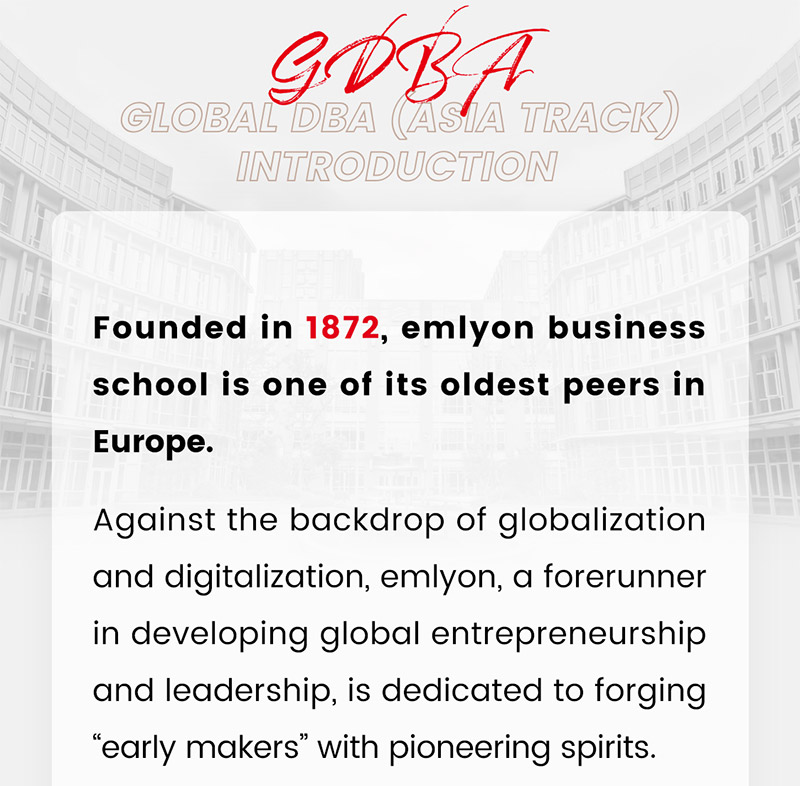 GDBA
GLOBAL DBA (ASIA TRACK)
INTRODUCTION
Founded in 1872, emlyon business
school is one of its oldest peers in
Europe.
Against the backdrop of globalization
and digitalization, emlyon, a forerunner
in developing global entrepreneurship
and leadership, is dedicated to forging
“early makers” with pioneering spirits.